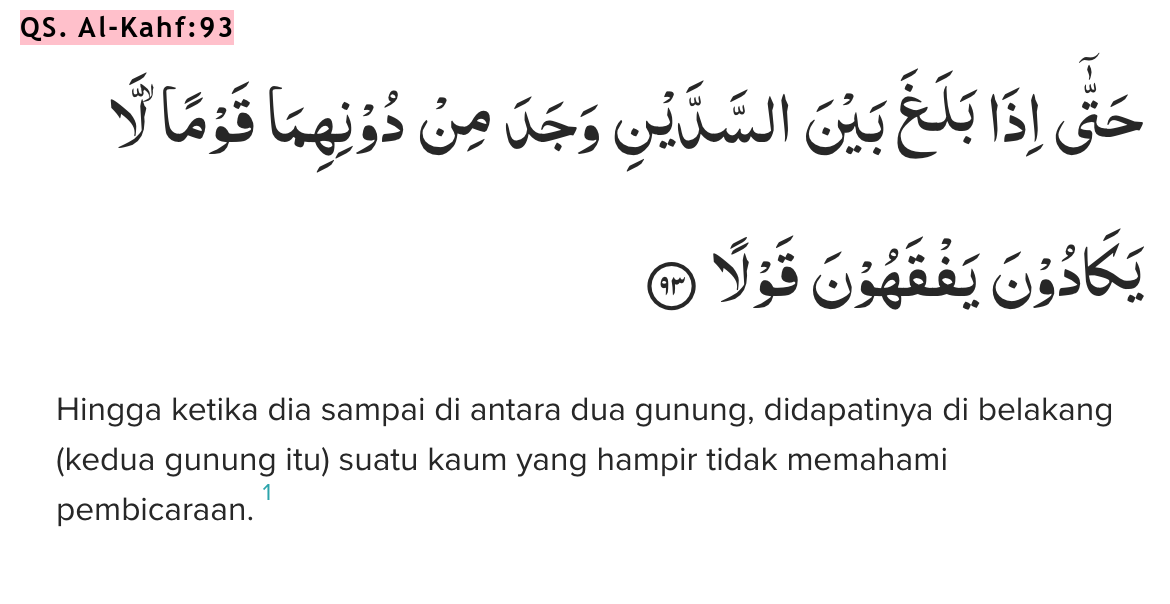 QS. Al-Kahf:93
حَتّٰٓى اِذَا بَلَغَ بَيْنَ السَّدَّيْنِ وَجَدَ مِنْ دُوْنِهِمَا قَوْمًا لَّا
يَكَادُوْنَ يَفْقَهُوْنَ قَوْلًا ٩٣
Hingga ketika dia sampai di antara dua gunung, didapatinya di belakang
(kedua gunung itu) suatu kaum yang hampir tidak memahami
pembicaraan. 1